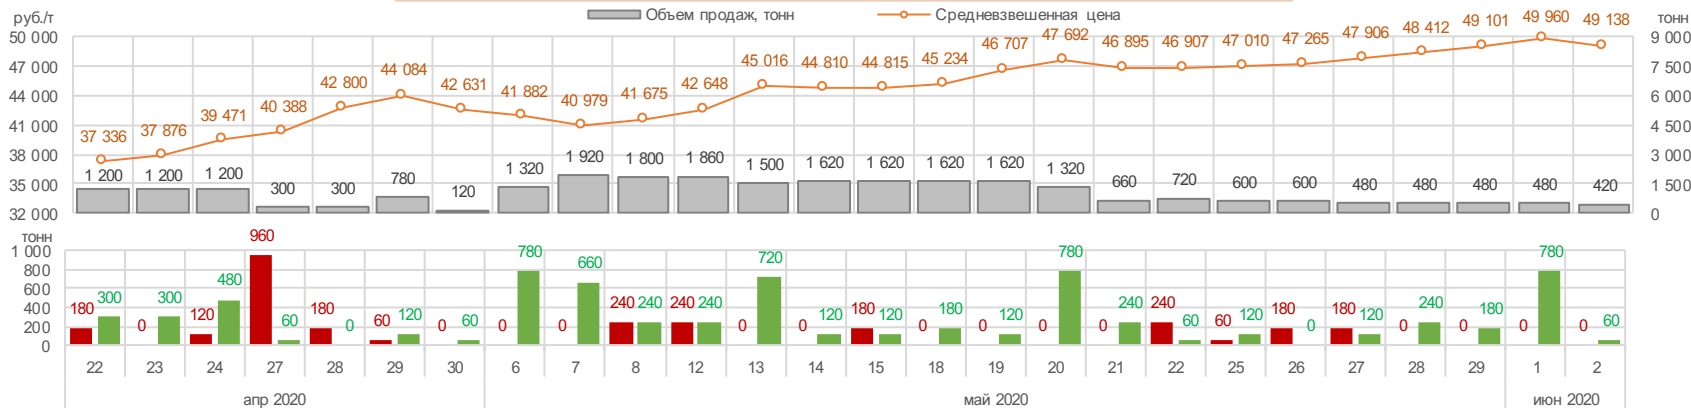 руб./т
Объем продаж, тонн
Средневзвешенная цена
тонн
50 000
47 000
44 000
41 000
38 000
35 000
32 000
9 000
7 500
6 000
4 500
3 000
1 500
0
37 336 37 876 39 471 40 388 42 800 44 084 42 631 41 882 40 979 41 675 42 648 45 016 44 810 44 815 45 234 46 707 47 692 46 895 46 907 47 010 47 265 47 906 48 412 49 101 49 960 49 138
1 200 1 200 1 200 300 300 780 120 1 320 1 920 1 800 1 860 1 500 1 620 1 620 1 620 1 620 1 320 660 720 600 600 480 480 480 480 420
тонн
1 000
800
600
400
200
0
180 300 0 300 120 480 960 60 180 0 60 120 0 60 0 780 0 660 240 240 240 240 0 720 0 120 180 120 0 180 0 120 0 780 0 240 240 60 60 120 180 0 180 120 0 240 0 180 0 780 0 60
22 23 24 27 28 29 30 6 7 8 12 13 14 15 18 19 20 21 22 25 26 27 28 29 1 2
апр 2020 май 2020 июн 2020